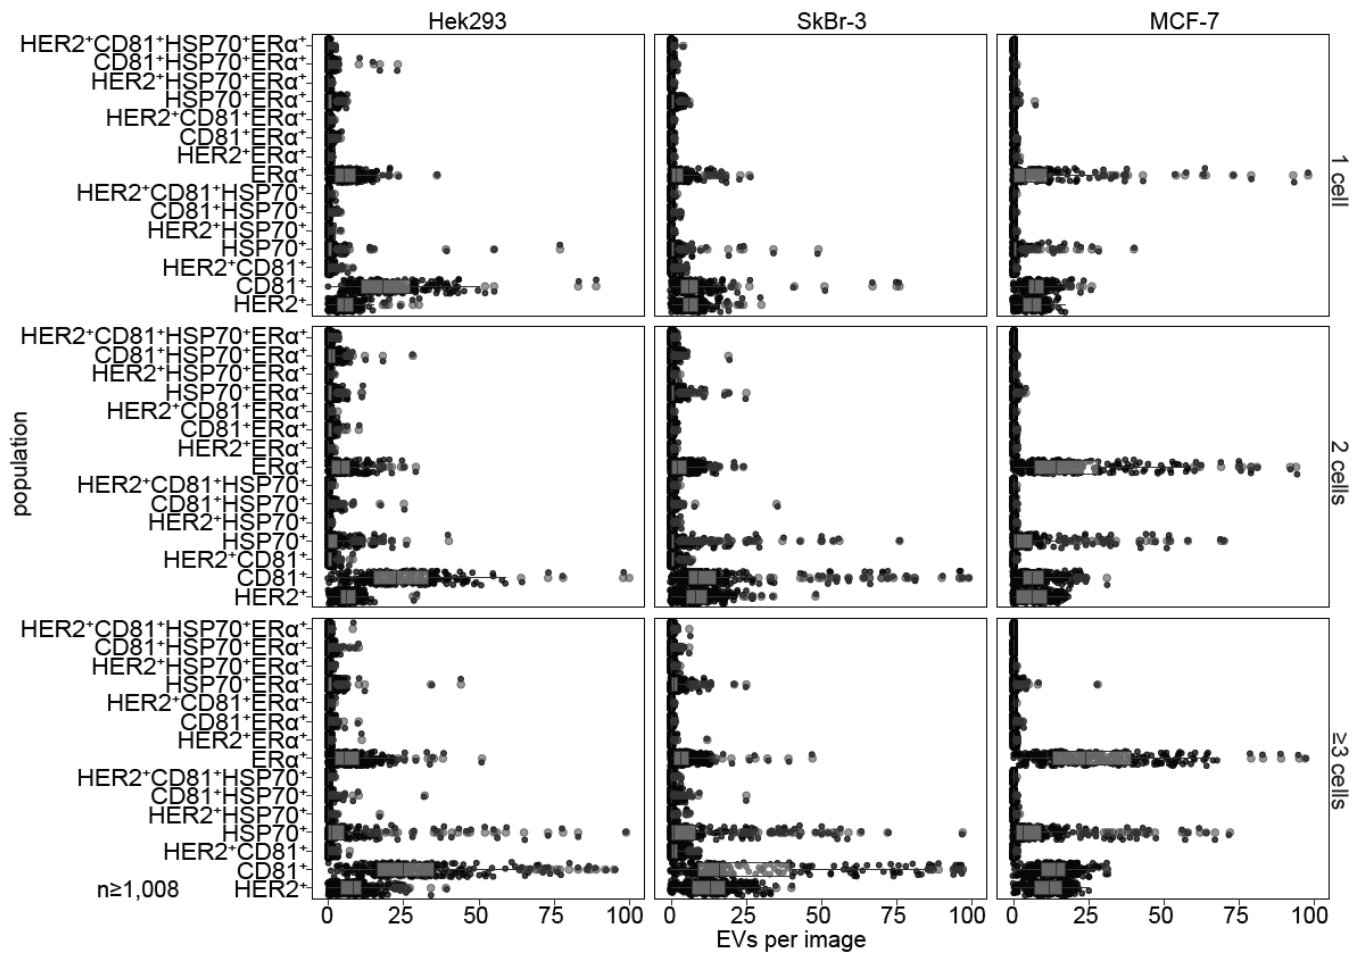 Hek293 SkBr-3 MCF-7
HER2⁺CD81⁺HSP70⁺ERα⁺
CD81⁺HSP70⁺ERα⁺
HER2⁺HSP70⁺ERα⁺
HSP70⁺ERα⁺
HER2⁺CD81⁺ERα⁺
CD81⁺ERα⁺
HER2⁺ERα⁺
ERα⁺
HER2⁺CD81⁺HSP70⁺
CD81⁺HSP70⁺
HER2⁺HSP70⁺
HSP70⁺
HER2⁺CD81⁺
CD81⁺
HER2⁺
1 cell
HER2⁺CD81⁺HSP70⁺ERα⁺
CD81⁺HSP70⁺ERα⁺
HER2⁺HSP70⁺ERα⁺
HSP70⁺ERα⁺
HER2⁺CD81⁺ERα⁺
CD81⁺ERα⁺
HER2⁺ERα⁺
ERα⁺
HER2⁺CD81⁺HSP70⁺
CD81⁺HSP70⁺
HER2⁺HSP70⁺
HSP70⁺
HER2⁺CD81⁺
CD81⁺
HER2⁺
2 cells
population
HER2⁺CD81⁺HSP70⁺ERα⁺
CD81⁺HSP70⁺ERα⁺
HER2⁺HSP70⁺ERα⁺
HSP70⁺ERα⁺
HER2⁺CD81⁺ERα⁺
CD81⁺ERα⁺
HER2⁺ERα⁺
ERα⁺
HER2⁺CD81⁺HSP70⁺
CD81⁺HSP70⁺
HER2⁺HSP70⁺
HSP70⁺
HER2⁺CD81⁺
CD81⁺
HER2⁺
≥3 cells
n≥1,008
0 25 50 75 100 0 25 50 75 100 0 25 50 75 100
EVs per image